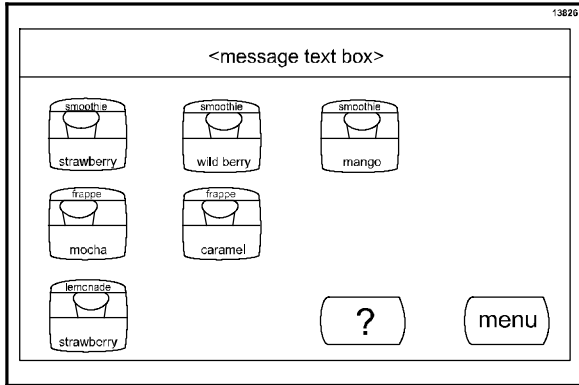 13826
<message text box>
smoothie
strawberry
smoothie
wild berry
smoothie
mango
frappe
mocha
frappe
caramel
lemonade
strawberry
?
menu